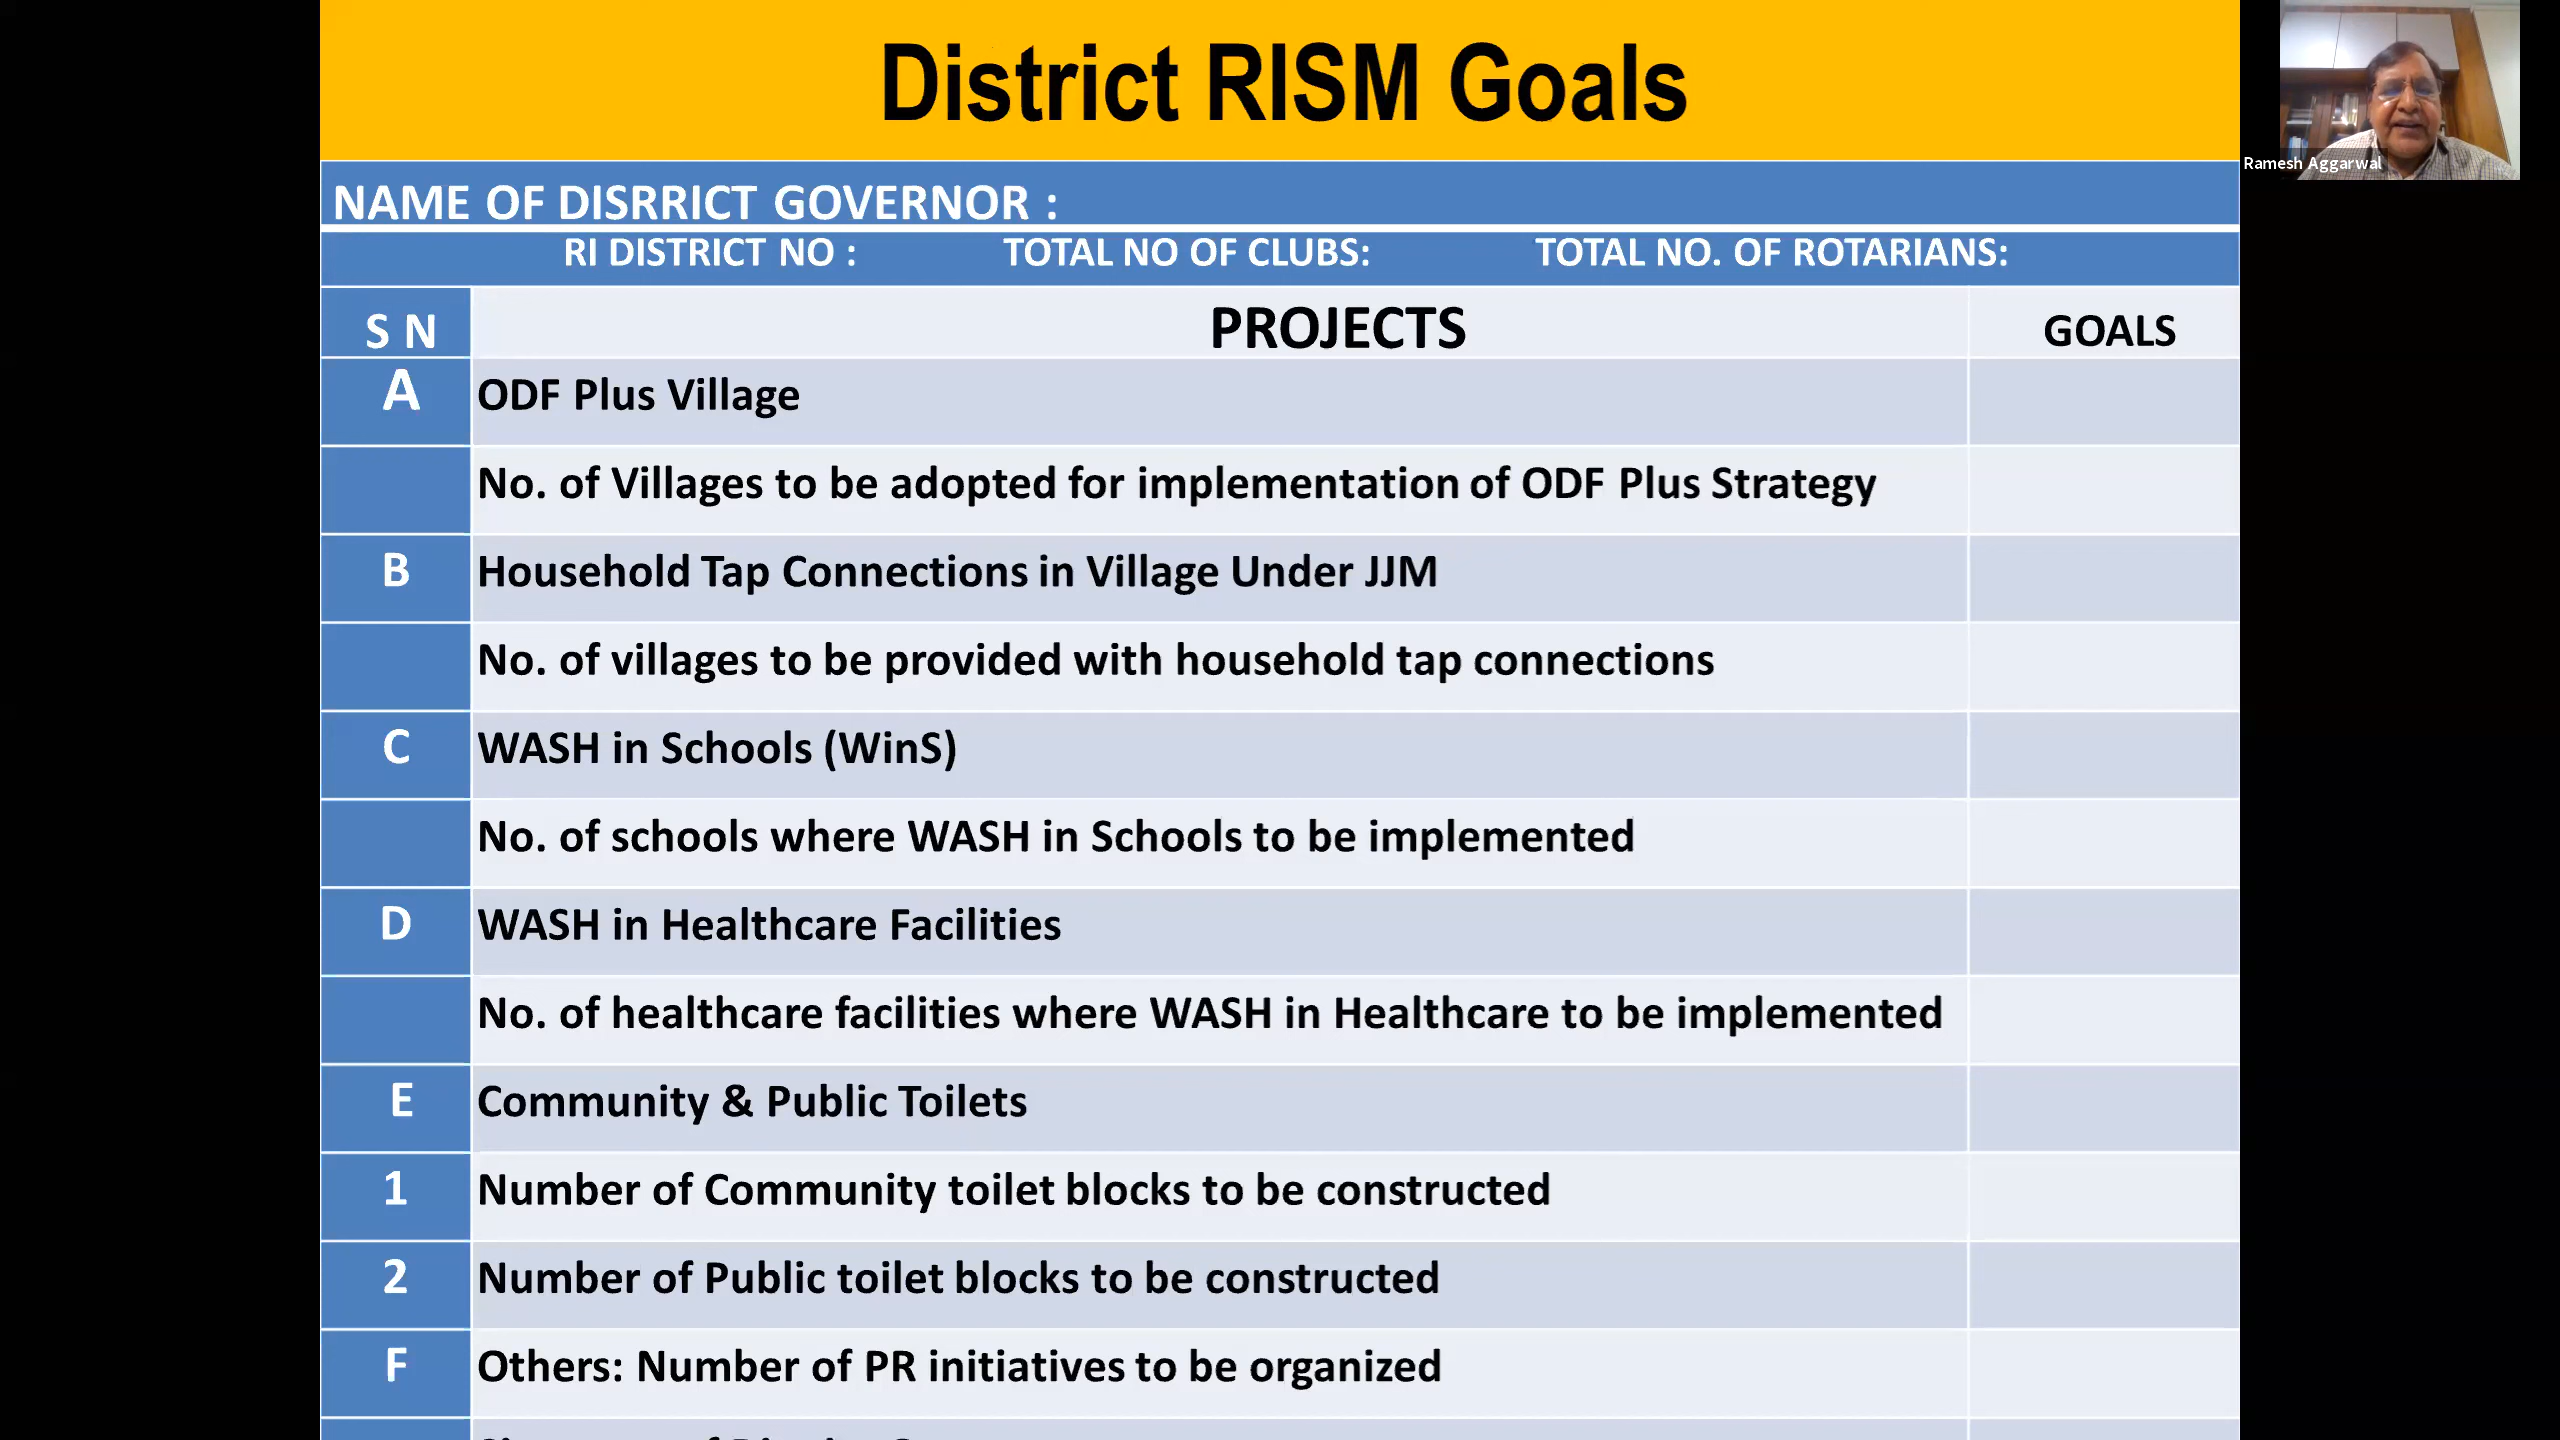 District RISM Goals
Ramesh Aggarwal
NAME OF DISRRICT GOVERNOR :
RI DISTRICT NO : TOTAL NO OF CLUBS: TOTAL NO. OF ROTARIANS:
S N PROJECTS GOALS
A ODF Plus Village
No. of Villages to be adopted for implementation of ODF Plus Strategy
B Household Tap Connections in Village Under JJM
No. of villages to be provided with household tap connections
C WASH in Schools (WinS)
No. of schools where WASH in Schools to be implemented
D WASH in Healthcare Facilities
No. of healthcare facilities where WASH in Healthcare to be implemented
E Community & Public Toilets
1 Number of Community toilet blocks to be constructed
2 Number of Public toilet blocks to be constructed
F Others: Number of PR initiatives to be organized